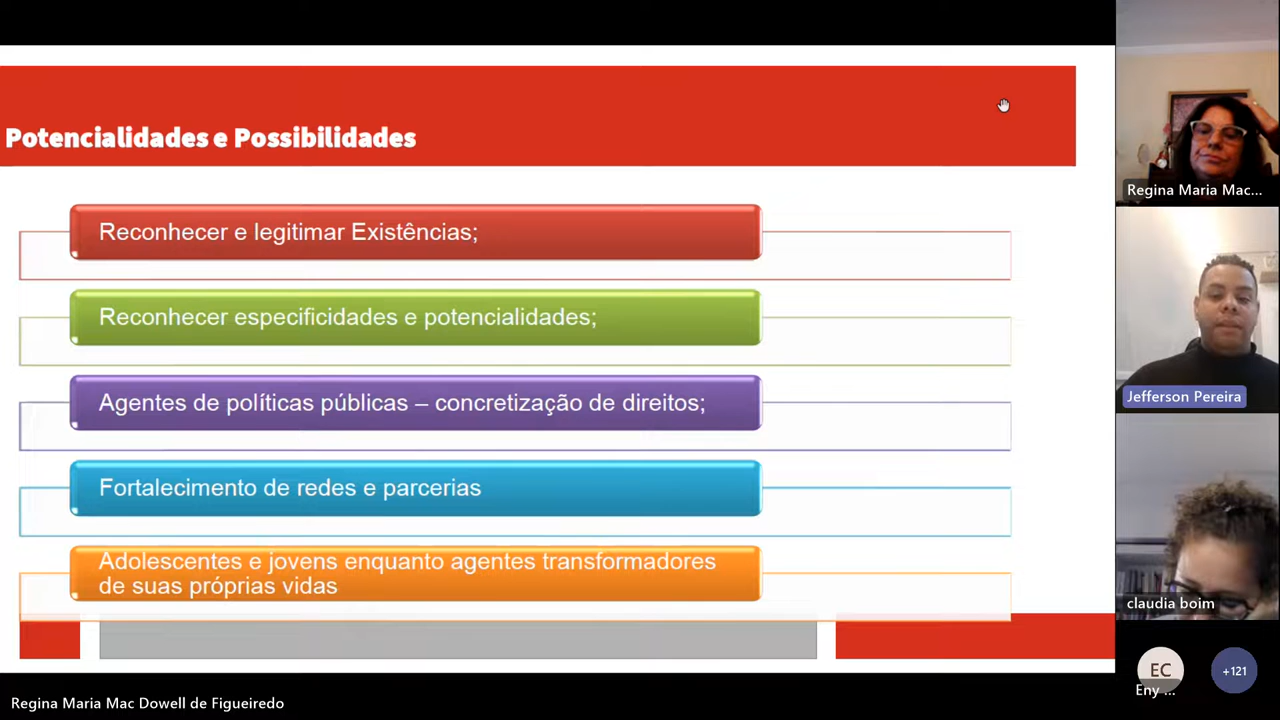 Potencialidades e Possibilidades
Reconhecer e legitimar Existências;
Reconhecer especificidades e potencialidades;
Agentes de políticas públicas – concretização de direitos;
Fortalecimento de redes e parcerias
Adolescentes e jovens enquanto agentes transformadores
de suas próprias vidas
Regina Maria Mac...
Jefferson Pereira
claudia boim
EC
Eny ...
+121
Regina Maria Mac Dowell de Figueiredo